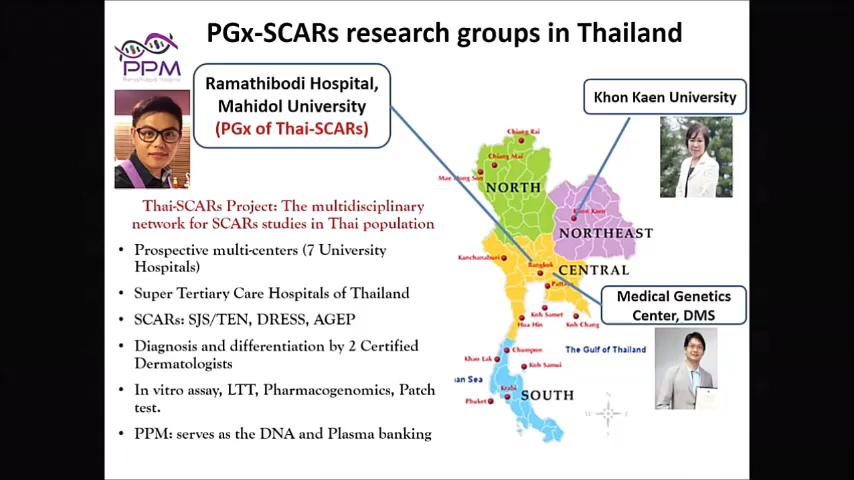 PGx-SCARs research groups in Thailand
PPM
Ramathibodi Hospital
Ramathibodi Hospital,
Mahidol University
(PGx of Thai-SCARs)
Khon Kaen University
Thai-SCARs Project: The multidisciplinary
network for SCARs studies in Thai population
• Prospective multi-centers (7 University
Hospitals)
• Super Tertiary Care Hospitals of Thailand
• SCARs: SJS/TEN, DRESS, AGEP
• Diagnosis and differentiation by 2 Certified
Dermatologists
• In vitro assay, LTT, Pharmacogenomics, Patch
test.
• PPM: serves as the DNA and Plasma banking
Chiang Rai
Chiang Mai
Mae Hong Son
NORTH
Khon Kaen
NORTHEAST
Kanchanaburi
Bangkok
CENTRAL
Pattaya
Medical Genetics
Center, DMS
Koh Samet
Hua Hin
Koh Chang
Chumpon
The Gulf of Thailand
Khao Lak
Koh Samui
an Sea
Krabi
SOUTH
Phuket